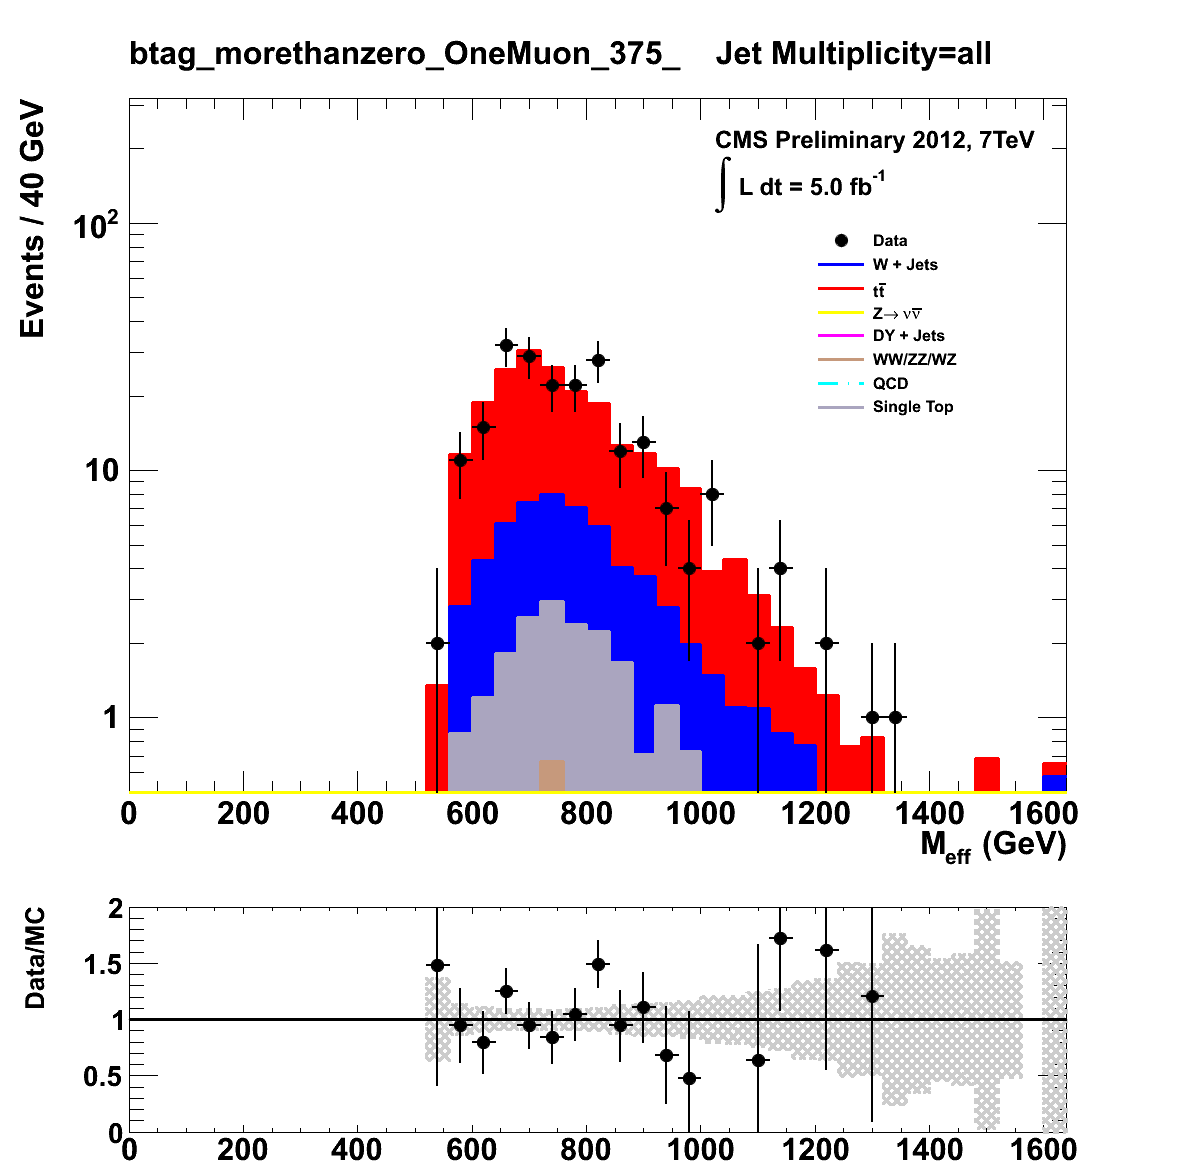 btag_morethanzero_OneMuon_375_ Jet Multiplicity=all
Events / 40 GeV
CMS Preliminary 2012, 7TeV
∫ L dt = 5.0 fb⁻¹
Data
W + Jets
tt̅
Z→ νν̅
DY + Jets
WW/ZZ/WZ
QCD
Single Top
10²
10
1
0 200 400 600 800 1000 1200 1400 1600
M_eff (GeV)
Data/MC
2
1.5
1
0.5
0
0 200 400 600 800 1000 1200 1400 1600